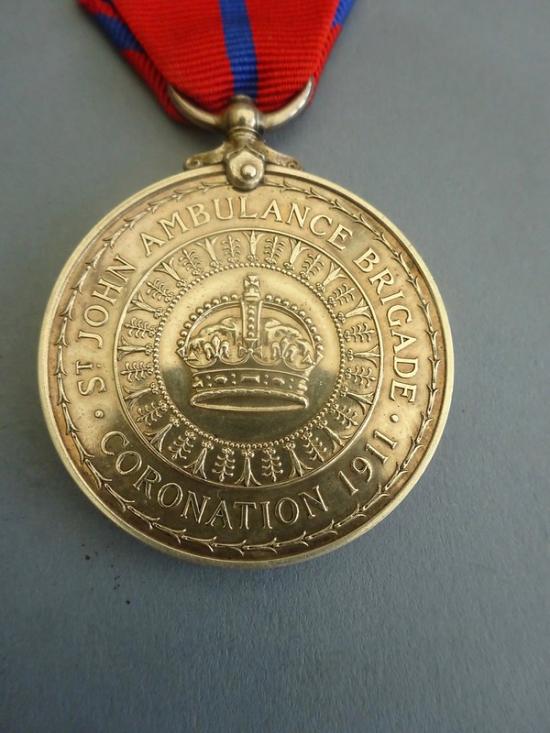 · ST JOHN AMBULANCE BRIGADE ·
CORONATION 1911